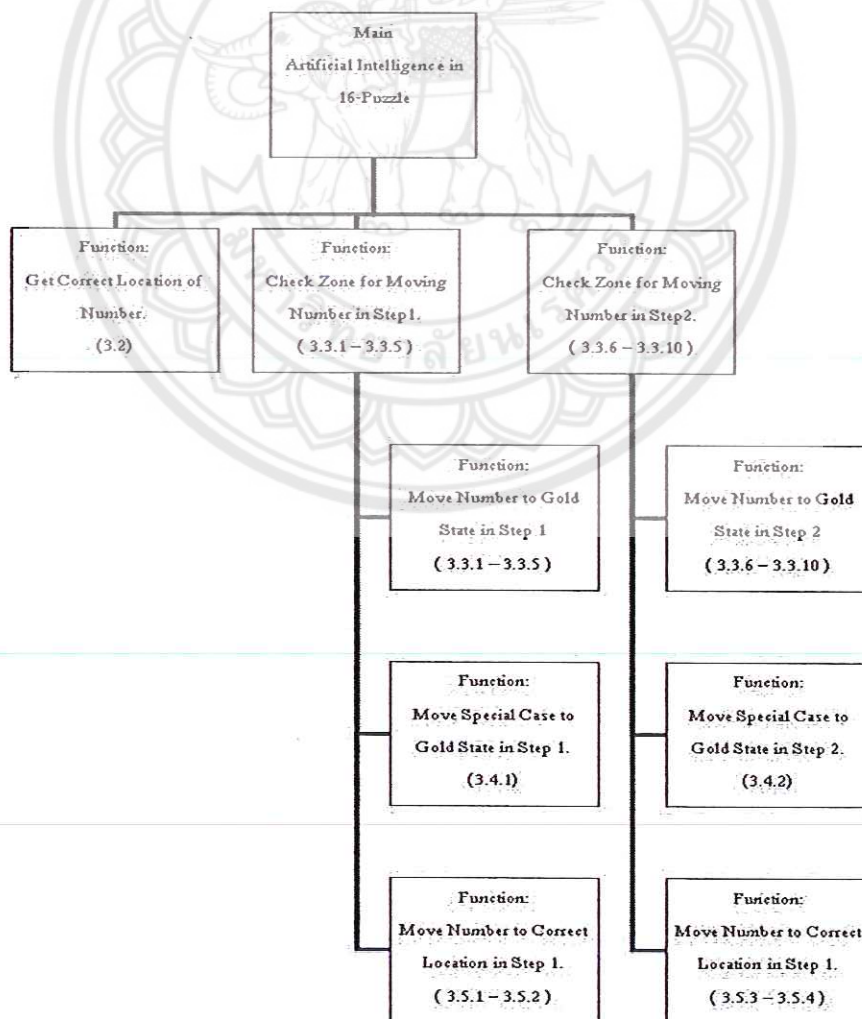 Main
Artificial Intelligence in
16-Puzzle
Function:
Get Correct Location of
Number.
(3.2)
Function:
Check Zone for Moving
Number in Step1.
( 3.3.1 – 3.3.5 )
Function:
Check Zone for Moving
Number in Step2.
( 3.3.6 – 3.3.10 )
Function:
Move Number to Gold
State in Step 1
( 3.3.1 – 3.3.5 )
Function:
Move Number to Gold
State in Step 2
( 3.3.6 – 3.3.10 )
Function:
Move Special Case to
Gold State in Step 1.
(3.4.1)
Function:
Move Special Case to
Gold State in Step 2.
(3.4.2)
Function:
Move Number to Correct
Location in Step 1.
( 3.5.1 – 3.5.2 )
Function:
Move Number to Correct
Location in Step 1.
( 3.5.3 – 3.5.4 )